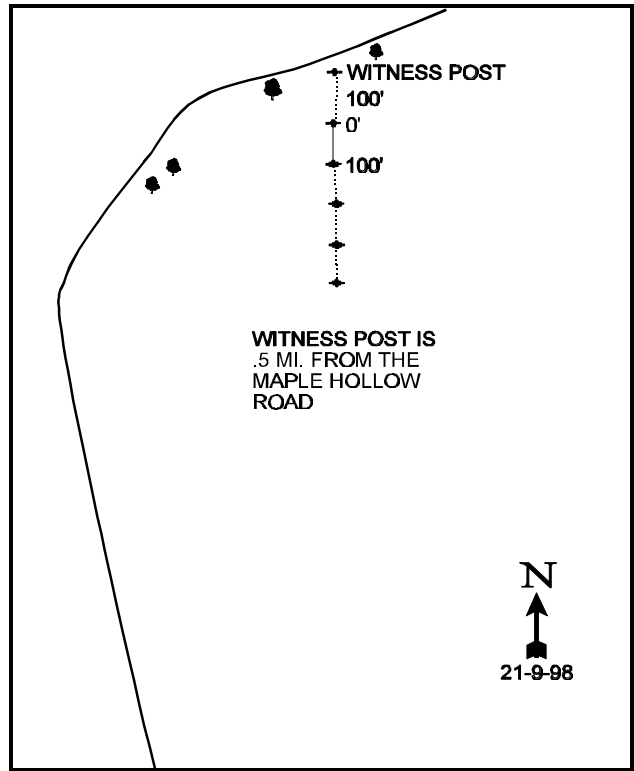 WITNESS POST
100'
0'
100'
WITNESS POST IS
.5 MI. FROM THE
MAPLE HOLLOW
ROAD
N
21-9-98